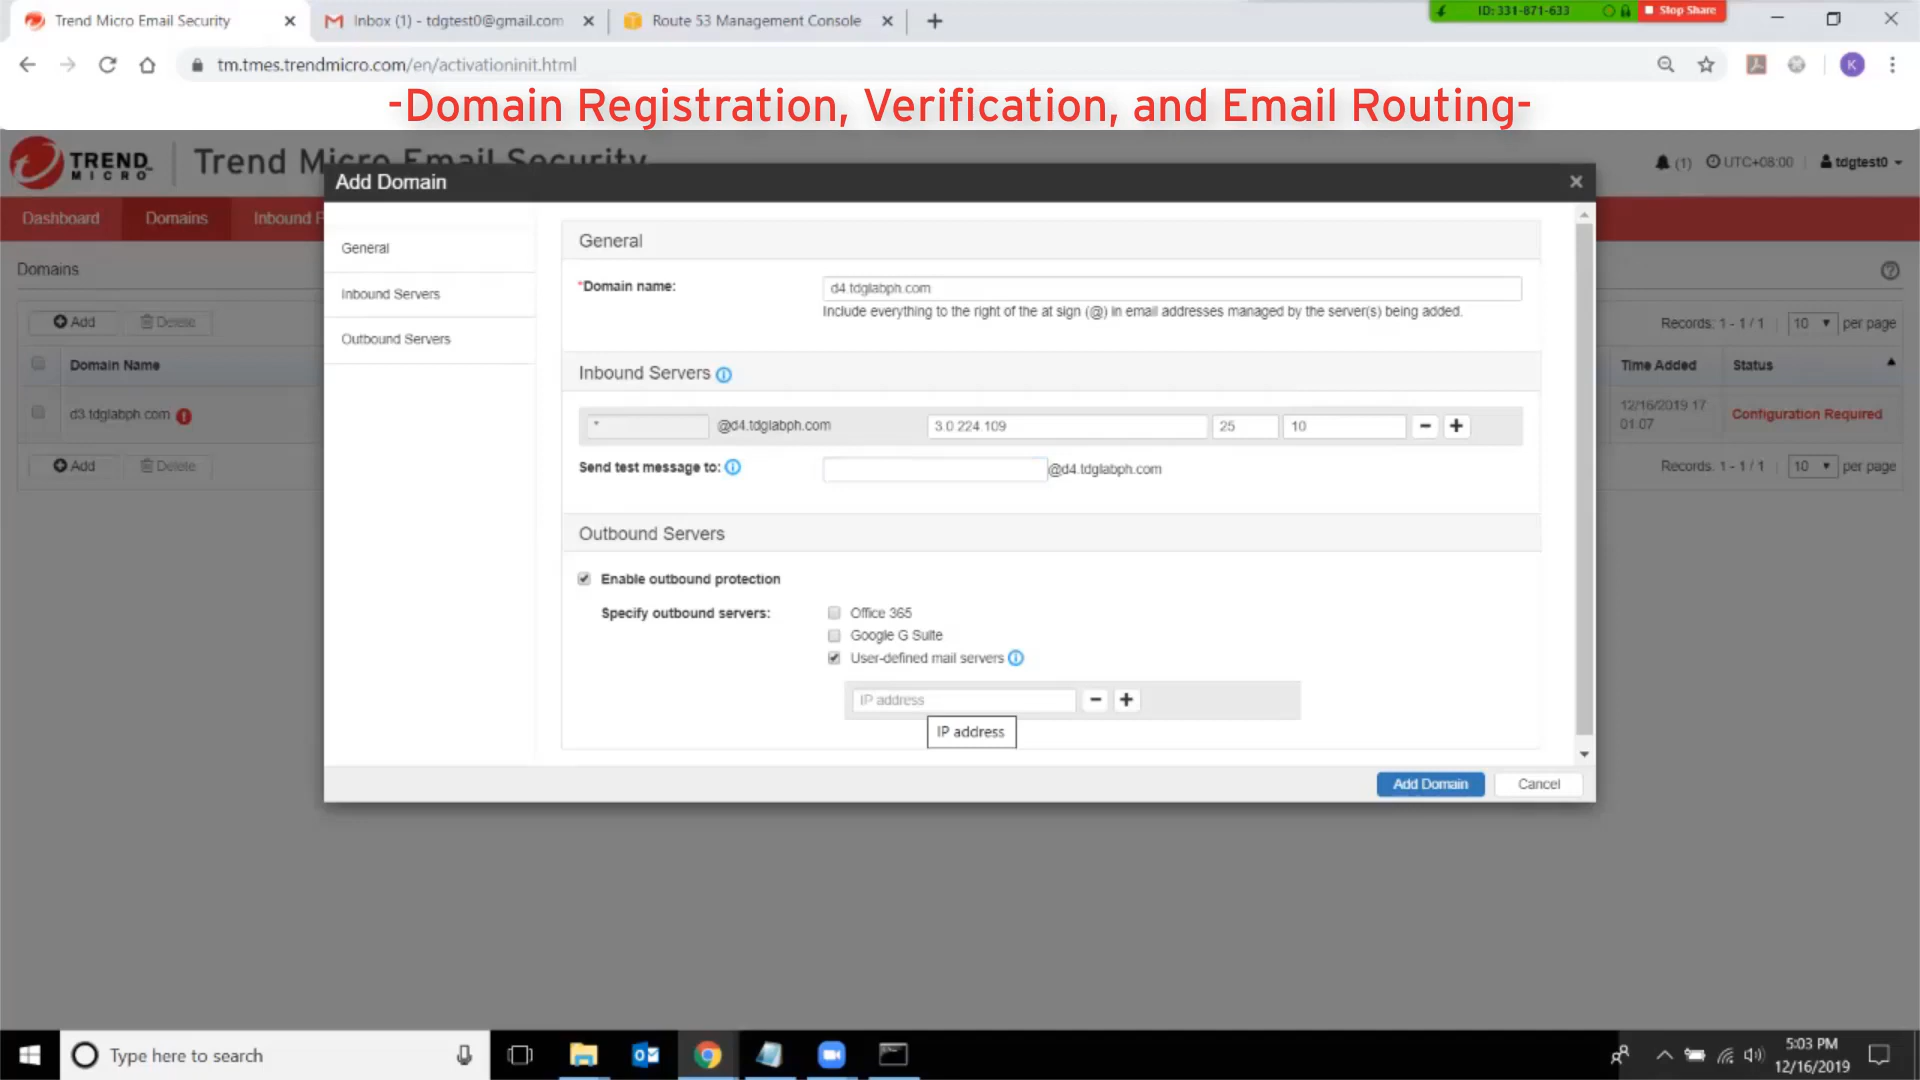 Trend Micro Email Security
Inbox (1) - tdgtest0@gmail.com
Route 53 Management Console
ID: 331-871-633
Stop Share
tm.tmes.trendmicro.com/en/activationinit.html
K
-Domain Registration, Verification, and Email Routing-
TREND MICRO
Trend Micro Email Security
(1)
UTC+08:00
tdgtest0
Add Domain
Dashboard
Domains
Inbound P
Domains
Add
Delete
Records: 1 - 1 / 1
10
per page
Domain Name
Time Added
Status
d3.tdglabph.com
12/16/2019 17
01:07
Configuration Required
Add
Delete
Records: 1 - 1 / 1
10
per page
General
Inbound Servers
Outbound Servers
General
*Domain name:
d4.tdglabph.com
Include everything to the right of the at sign (@) in email addresses managed by the server(s) being added.
Inbound Servers
*
@d4.tdglabph.com
3.0.224.109
25
10
Send test message to:
@d4.tdglabph.com
Outbound Servers
Enable outbound protection
Specify outbound servers:
Office 365
Google G Suite
User-defined mail servers
IP address
IP address
Add Domain
Cancel
Type here to search
5:03 PM
12/16/2019